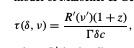 τ(δ, ν) = R′(ν′)(1 + z) / Γδc ,